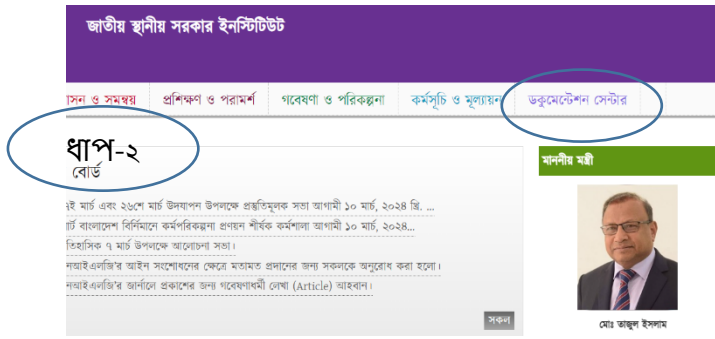 জাতীয় স্থানীয় সরকার ইনস্টিটিউট
াসন ও সমন্বয় প্রশিক্ষণ ও পরামর্শ গবেষণা ও পরিকল্পনা কর্মসূচি ও মূল্যায়ন ডকুমেন্টেশন সেন্টার
ধাপ-২
বোর্ড
৭ই মার্চ এবং ২৬শে মার্চ উদযাপন উপলক্ষে প্রস্তুতিমূলক সভা আগামী ১০ মার্চ, ২০২৪ খ্রি. ...
ার্ট বাংলাদেশ বির্নিমানে কর্মপরিকল্পনা প্রণয়ন শীর্ষক কর্মশালা আগামী ১০ মার্চ, ২০২৪...
তিহাসিক ৭ মার্চ উপলক্ষে আলোচনা সভা।
নআইএলজি'র আইন সংশোধনের ক্ষেত্রে মতামত প্রদানের জন্য সকলকে অনুরোধ করা হলো।
নআইএলজি'র জার্নালে প্রকাশের জন্য গবেষণাধর্মী লেখা (Article) আহবান।
সকল
মাননীয় মন্ত্রী
মোঃ তাজুল ইসলাম